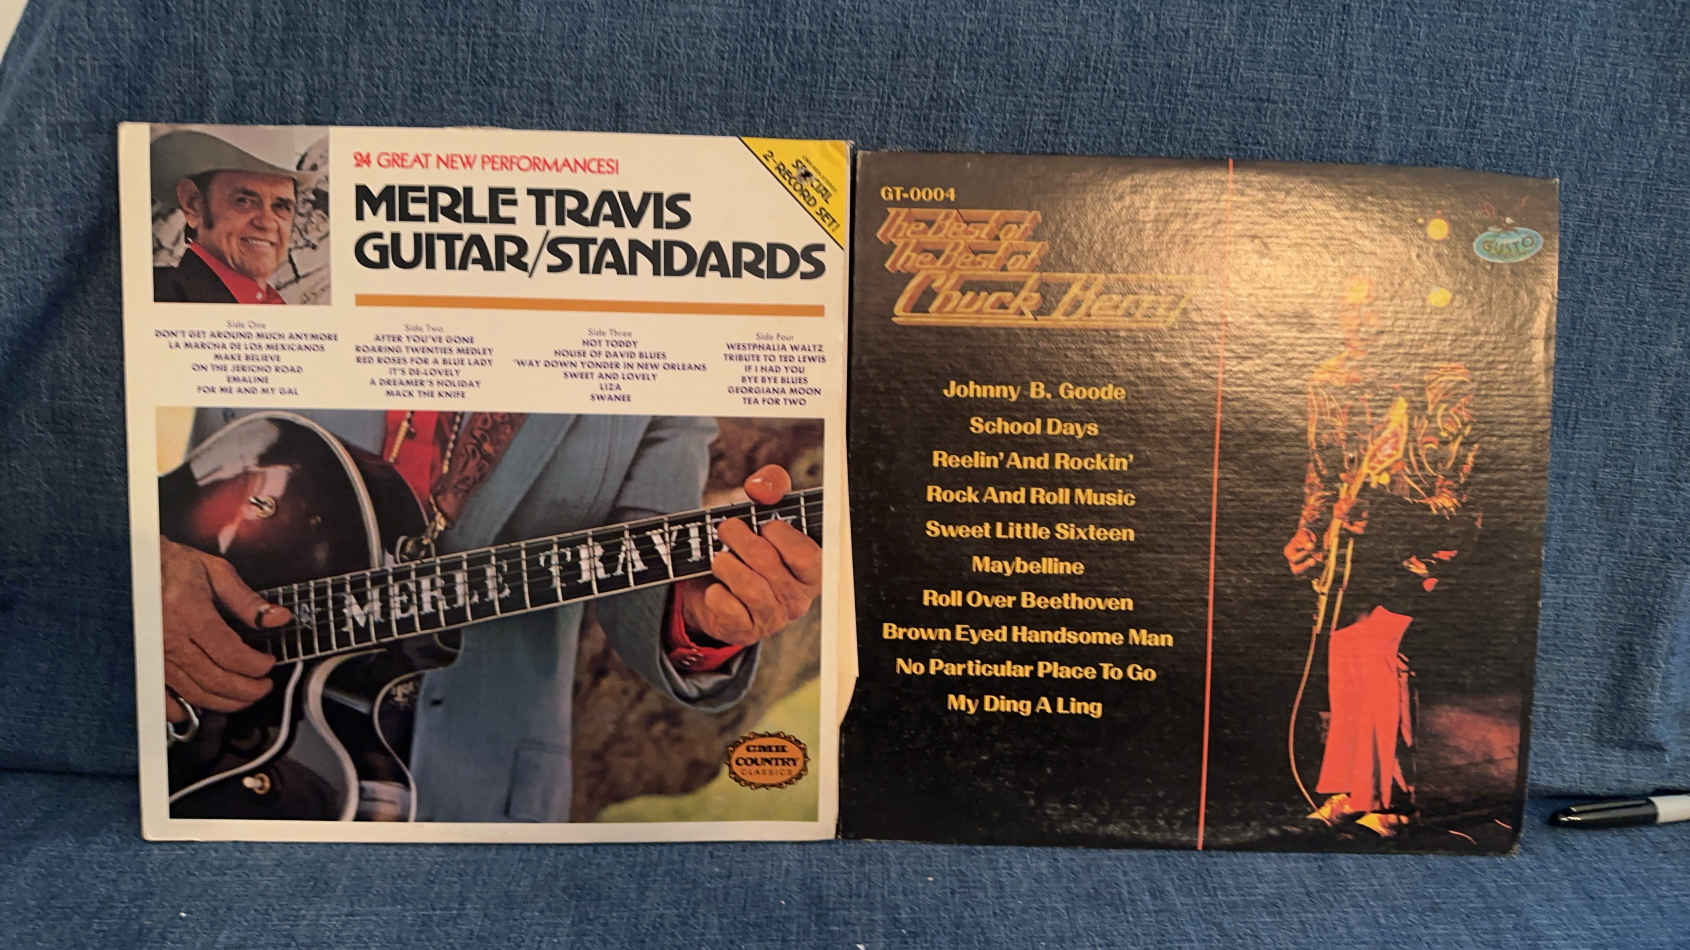 24 GREAT NEW PERFORMANCES!
MERLE TRAVIS
GUITAR/STANDARDS
SPECIAL
2-RECORD SET!
Side One
DON'T GET AROUND MUCH ANYMORE
LA MARCHA DE LOS MEXICANOS
MAKE BELIEVE
ON THE JERICHO ROAD
EMALINE
FOR ME AND MY GAL
Side Two
AFTER YOU'VE GONE
ROARING TWENTIES MEDLEY
RED ROSES FOR A BLUE LADY
IT'S DE-LOVELY
A DREAMER'S HOLIDAY
MACK THE KNIFE
Side Three
HOT TODDY
HOUSE OF DAVID BLUES
'WAY DOWN YONDER IN NEW ORLEANS
SWEET AND LOVELY
LIZA
SWANEE
Side Four
WESTPHALIA WALTZ
TRIBUTE TO TED LEWIS
IF I HAD YOU
BYE BYE BLUES
GEORGIANA MOON
TEA FOR TWO
MERLE TRAVIS
CMH
COUNTRY
CLASSICS
GT-0004
The Best of
The Best of
Chuck Berry
GUSTO
Johnny B. Goode
School Days
Reelin' And Rockin'
Rock And Roll Music
Sweet Little Sixteen
Maybelline
Roll Over Beethoven
Brown Eyed Handsome Man
No Particular Place To Go
My Ding A Ling